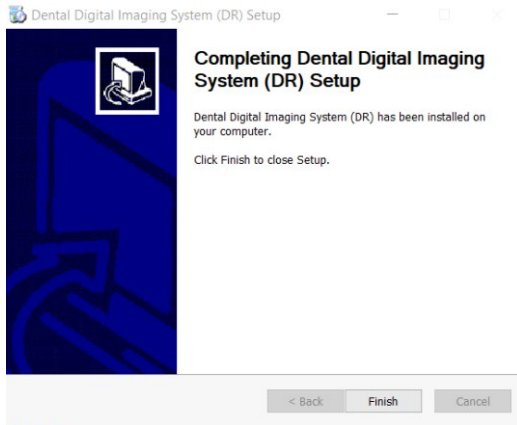 Dental Digital Imaging System (DR) Setup
Completing Dental Digital Imaging
System (DR) Setup
Dental Digital Imaging System (DR) has been installed on
your computer.
Click Finish to close Setup.
< Back Finish Cancel